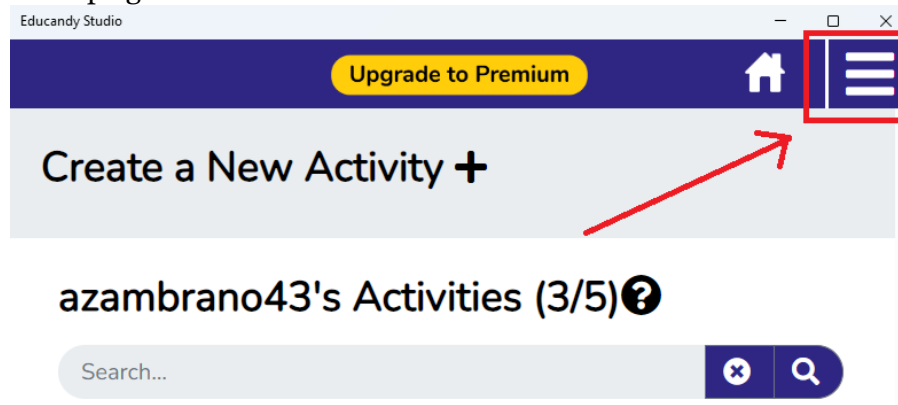 Educandy Studio
Upgrade to Premium
Create a New Activity
azambrano43's Activities (3/5)
Search...